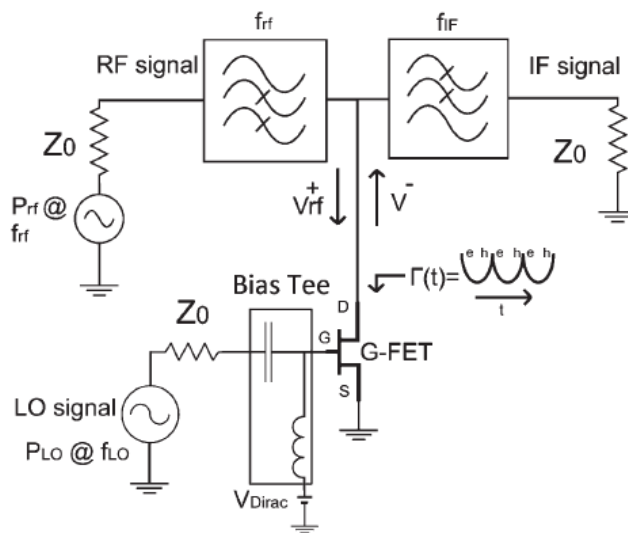 frf
fIF
RF signal
IF signal
Z0
Z0
Prf @
frf
Vrf+
V-
Γ(t)=
e h e h e h
t
Bias Tee
D
Z0
G
G-FET
S
LO signal
PLO @ fLO
VDirac